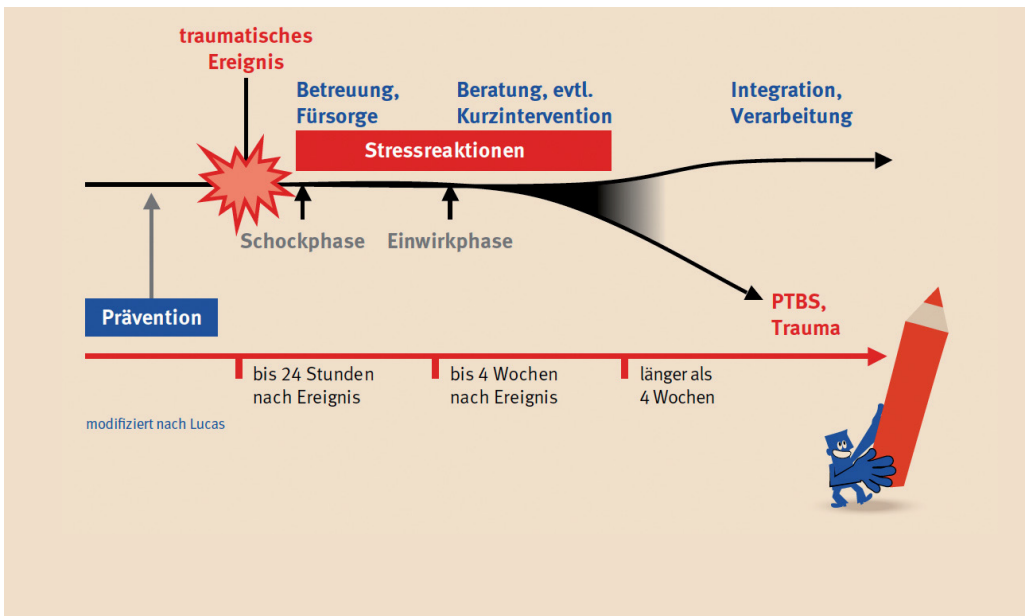 traumatisches
Ereignis
Betreuung,
Fürsorge
Beratung, evtl.
Kurzintervention
Integration,
Verarbeitung
Stressreaktionen
Schockphase
Einwirkphase
Prävention
PTBS,
Trauma
bis 24 Stunden
nach Ereignis
bis 4 Wochen
nach Ereignis
länger als
4 Wochen
modifiziert nach Lucas